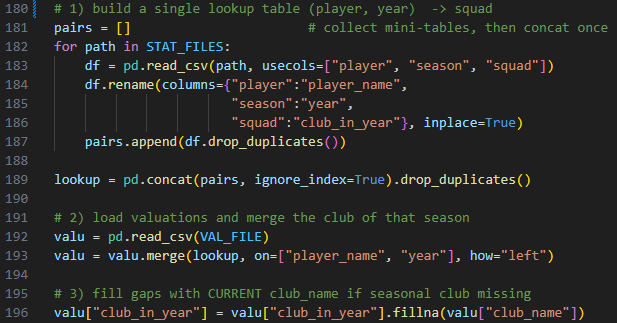 180 # 1) build a single lookup table (player, year)  -> squad
181 pairs = []                      # collect mini-tables, then concat once
182 for path in STAT_FILES:
183     df = pd.read_csv(path, usecols=["player", "season", "squad"])
184     df.rename(columns={"player":"player_name",
185                        "season":"year",
186                        "squad":"club_in_year"}, inplace=True)
187     pairs.append(df.drop_duplicates())
188
189 lookup = pd.concat(pairs, ignore_index=True).drop_duplicates()
190
191 # 2) load valuations and merge the club of that season
192 valu = pd.read_csv(VAL_FILE)
193 valu = valu.merge(lookup, on=["player_name", "year"], how="left")
194
195 # 3) fill gaps with CURRENT club_name if seasonal club missing
196 valu["club_in_year"] = valu["club_in_year"].fillna(valu["club_name"])